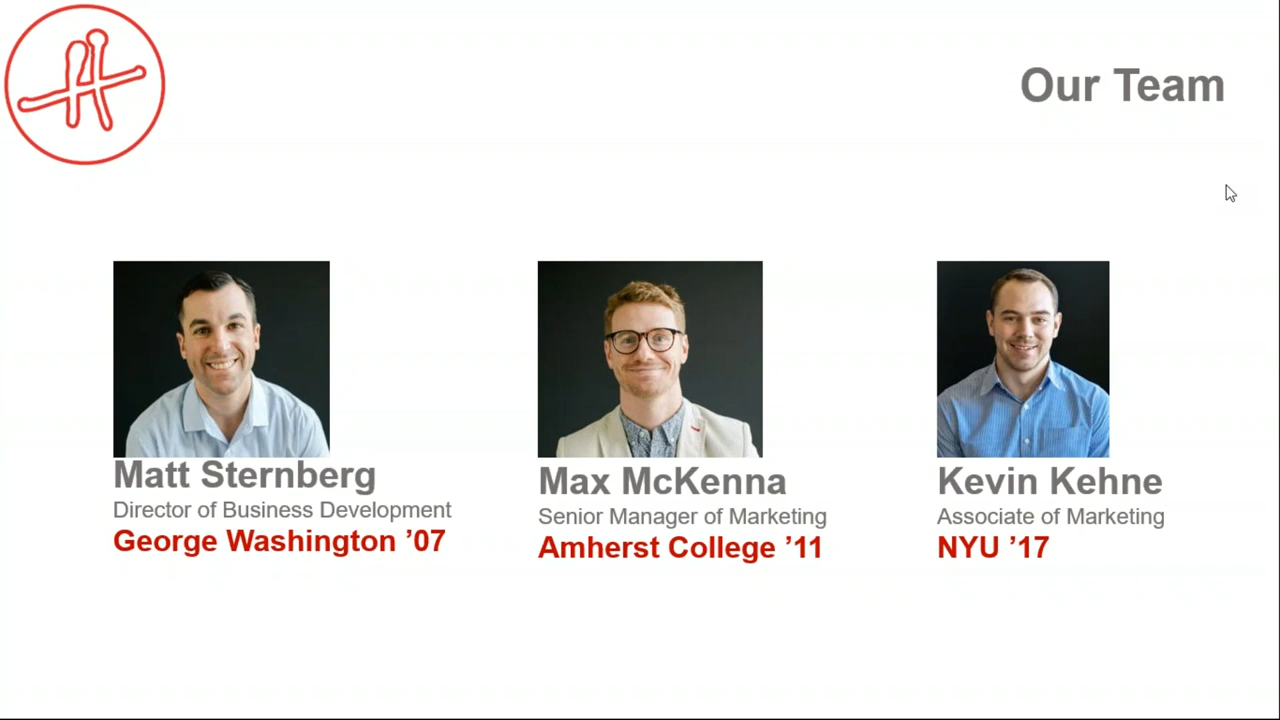 Our Team
Matt Sternberg
Director of Business Development
George Washington ’07
Max McKenna
Senior Manager of Marketing
Amherst College ’11
Kevin Kehne
Associate of Marketing
NYU ’17